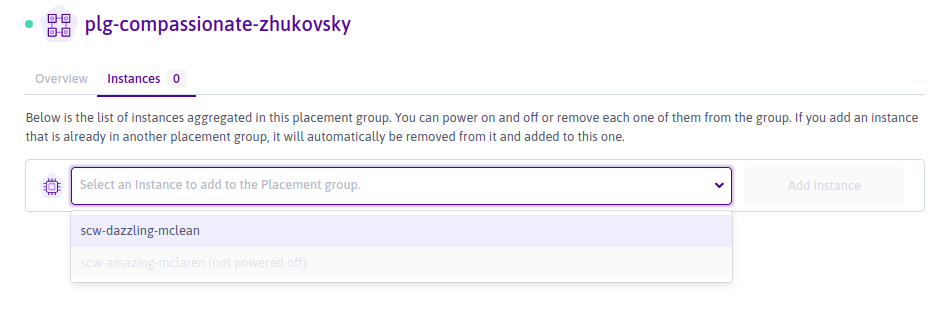 plg-compassionate-zhukovsky
Overview Instances 0
Below is the list of instances aggregated in this placement group. You can power on and off or remove each one of them from the group. If you add an instance
that is already in another placement group, it will automatically be removed from it and added to this one.
Select an Instance to add to the Placement group. Add Instance
scw-dazzling-mclean
scw-amazing-mclaren (not powered off)